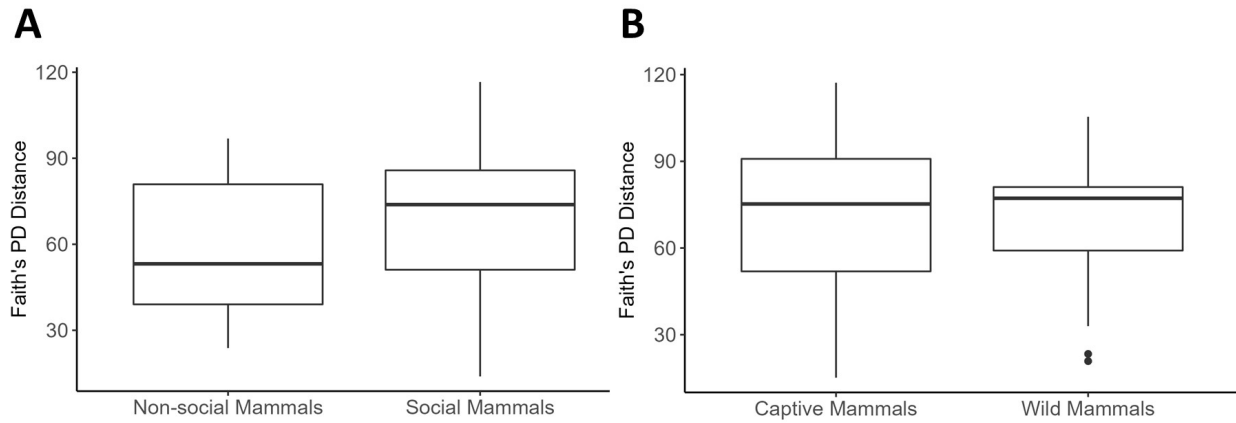 A
B
Faith's PD Distance
120
90
60
30
Non-social Mammals
Social Mammals
Faith's PD Distance
120
90
60
30
Captive Mammals
Wild Mammals